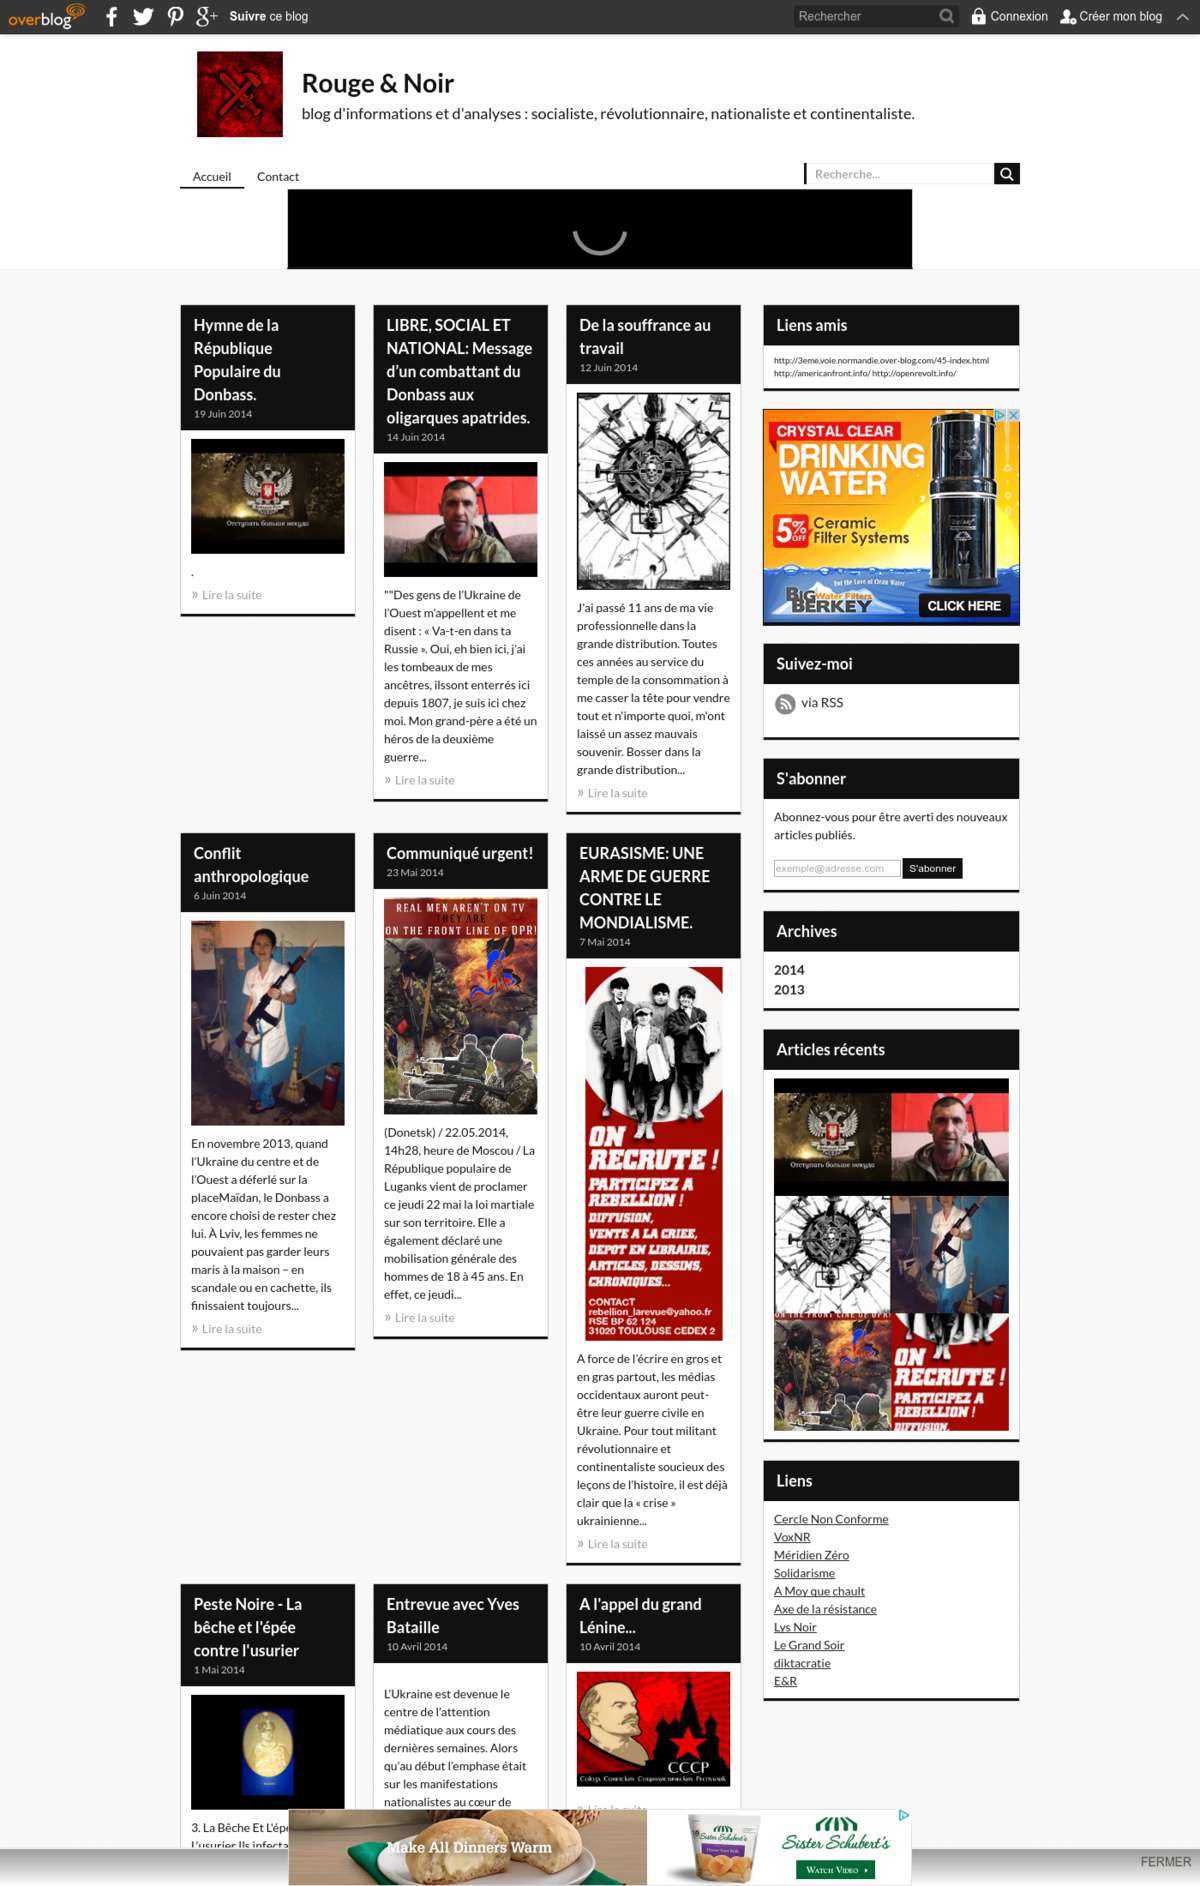 overblog
Suivre ce blog
Rechercher
Connexion
Créer mon blog
Rouge & Noir
blog d'informations et d'analyses : socialiste, révolutionnaire, nationaliste et continentaliste.
Accueil
Contact
Recherche...
Hymne de la
République
Populaire du
Donbass.
19 Juin 2014
Отступать больше некуда
.
» Lire la suite
LIBRE, SOCIAL ET
NATIONAL: Message
d’un combattant du
Donbass aux
oligarques apatrides.
14 Juin 2014
""Des gens de l’Ukraine de
l’Ouest m’appellent et me
disent : « Va-t-en dans ta
Russie ». Oui, eh bien ici, j’ai
les tombeaux de mes
ancêtres, ilssont enterrés ici
depuis 1807, je suis ici chez
moi. Mon grand-père a été un
héros de la deuxième
guerre...
» Lire la suite
De la souffrance au
travail
12 Juin 2014
J'ai passé 11 ans de ma vie
professionnelle dans la
grande distribution. Toutes
ces années au service du
temple de la consommation à
me casser la tête pour vendre
tout et n'importe quoi, m'ont
laissé un assez mauvais
souvenir. Bosser dans la
grande distribution...
» Lire la suite
Liens amis
http://3eme.voie.normandie.over-blog.com/45-index.html
http://americanfront.info/ http://openrevolt.info/
CRYSTAL CLEAR
DRINKING
WATER
5% OFF
Ceramic
Filter Systems
For the Love of Clean Water
BIG Water Filters
BERKEY
CLICK HERE
Suivez-moi
via RSS
S'abonner
Abonnez-vous pour être averti des nouveaux
articles publiés.
exemple@adresse.com
S'abonner
Archives
2014
2013
Articles récents
Отступать больше некуда
ON THE FRONT LINE OF DPR!
ON
RECRUTE !
PARTICIPEZ A
REBELLION !
DIFFUSION,
Liens
Cercle Non Conforme
VoxNR
Méridien Zéro
Solidarisme
A Moy que chault
Axe de la résistance
Lys Noir
Le Grand Soir
diktacratie
E&R
Conflit
anthropologique
6 Juin 2014
En novembre 2013, quand
l’Ukraine du centre et de
l’Ouest a déferlé sur la
placeMaïdan, le Donbass a
encore choisi de rester chez
lui. À Lviv, les femmes ne
pouvaient pas garder leurs
maris à la maison – en
scandale ou en cachette, ils
finissaient toujours...
» Lire la suite
Communiqué urgent!
23 Mai 2014
REAL MEN AREN'T ON TV
THEY ARE
ON THE FRONT LINE OF DPR!
(Donetsk) / 22.05.2014,
14h28, heure de Moscou / La
République populaire de
Luganks vient de proclamer
ce jeudi 22 mai la loi martiale
sur son territoire. Elle a
également déclaré une
mobilisation générale des
hommes de 18 à 45 ans. En
effet, ce jeudi...
» Lire la suite
EURASISME: UNE
ARME DE GUERRE
CONTRE LE
MONDIALISME.
7 Mai 2014
ON
RECRUTE !
PARTICIPEZ A
REBELLION !
DIFFUSION,
VENTE A LA CRIEE,
DEPOT EN LIBRAIRIE,
ARTICLES, DESSINS,
CHRONIQUES...
CONTACT
rebellion_larevue@yahoo.fr
RSE BP 62 124
31020 TOULOUSE CEDEX 2
A force de l’écrire en gros et
en gras partout, les médias
occidentaux auront peut-
être leur guerre civile en
Ukraine. Pour tout militant
révolutionnaire et
continentaliste soucieux des
leçons de l’histoire, il est déjà
clair que la « crise »
ukrainienne...
» Lire la suite
Peste Noire - La
bêche et l'épée
contre l'usurier
1 Mai 2014
3. La Bêche Et L'épé
L'usurier Ils infecta
Entrevue avec Yves
Bataille
10 Avril 2014
L’Ukraine est devenue le
centre de l’attention
médiatique aux cours des
dernières semaines. Alors
qu’au début l’emphase était
sur les manifestations
nationalistes au cœur de
A l'appel du grand
Lénine...
10 Avril 2014
CCCP
Союз Советских Социалистических Республик
» Lire la suite
Make All Dinners Warm
Sister Schubert's
Sister Schubert's
WATCH VIDEO
FERMER